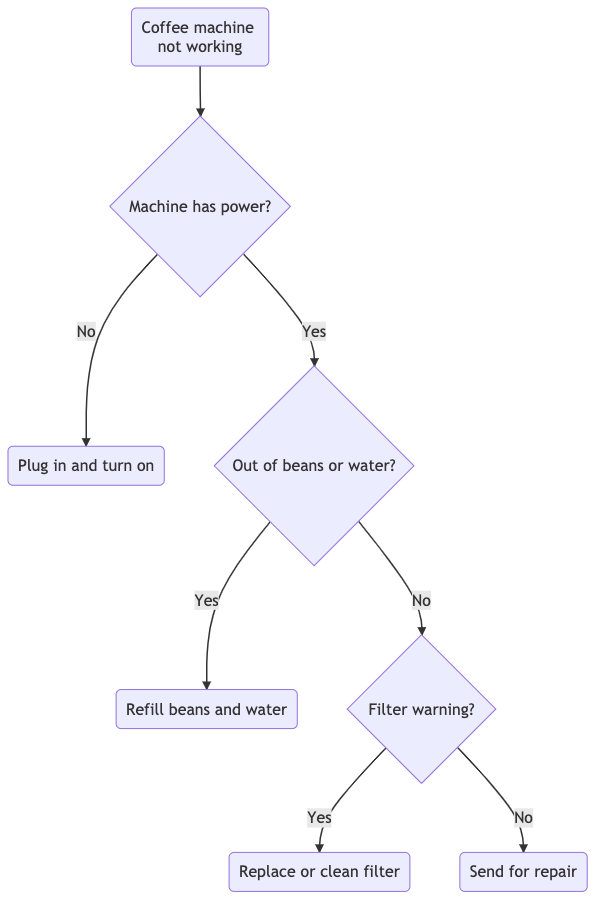 Coffee machine
not working
Machine has power?
No
Yes
Plug in and turn on
Out of beans or water?
Yes
No
Refill beans and water
Filter warning?
Yes
No
Replace or clean filter
Send for repair